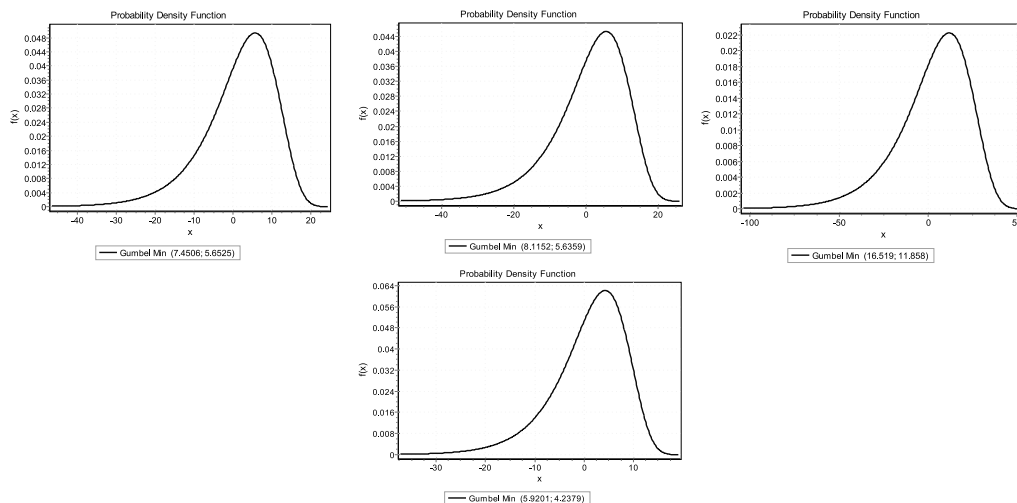 Probability Density Function
f(x)
0.048
0.044
0.04
0.036
0.032
0.028
0.024
0.02
0.016
0.012
0.008
0.004
0
-40 -30 -20 -10 0 10 20
x
Gumbel Min (7.4506; 5.6525)
Probability Density Function
f(x)
0.044
0.04
0.036
0.032
0.028
0.024
0.02
0.016
0.012
0.008
0.004
0
-40 -20 0 20
x
Gumbel Min (8.1152; 5.6359)
Probability Density Function
f(x)
0.022
0.02
0.018
0.016
0.014
0.012
0.01
0.008
0.006
0.004
0.002
0
-100 -50 0 50
x
Gumbel Min (16.519; 11.858)
Probability Density Function
f(x)
0.064
0.056
0.048
0.04
0.032
0.024
0.016
0.008
0
-30 -20 -10 0 10
x
Gumbel Min (5.9201; 4.2379)